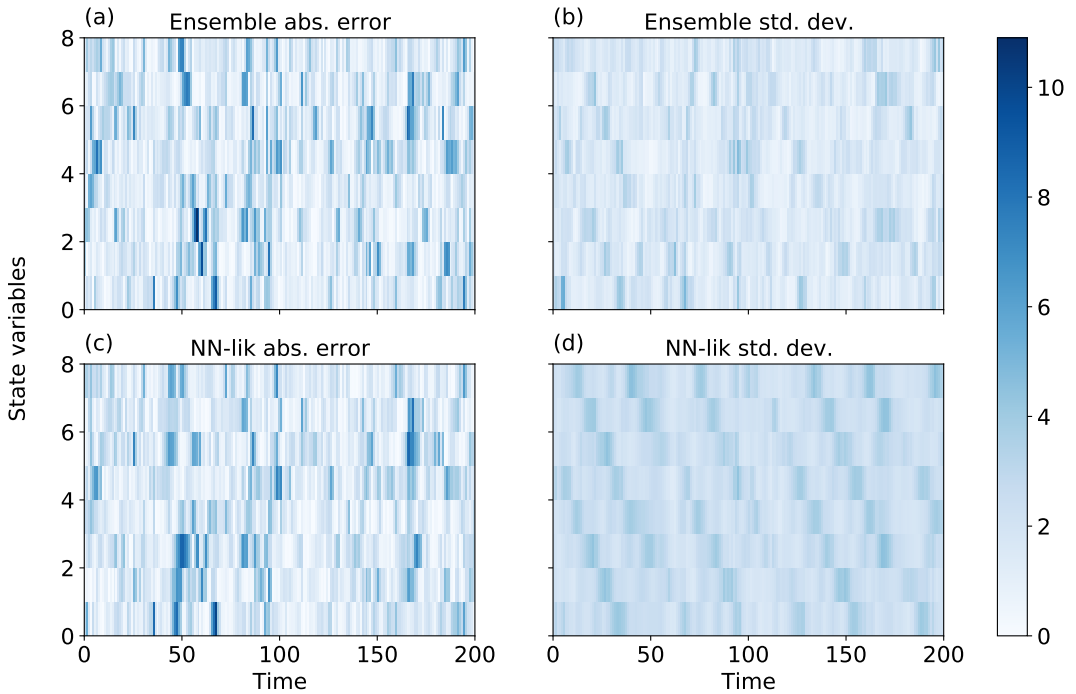 (a) Ensemble abs. error
(b) Ensemble std. dev.
8
6
4
2
0
10
8
6
4
2
0
State variables
(c) NN-lik abs. error
(d) NN-lik std. dev.
8
6
4
2
0
0 50 100 150 200
0 50 100 150 200
Time
Time